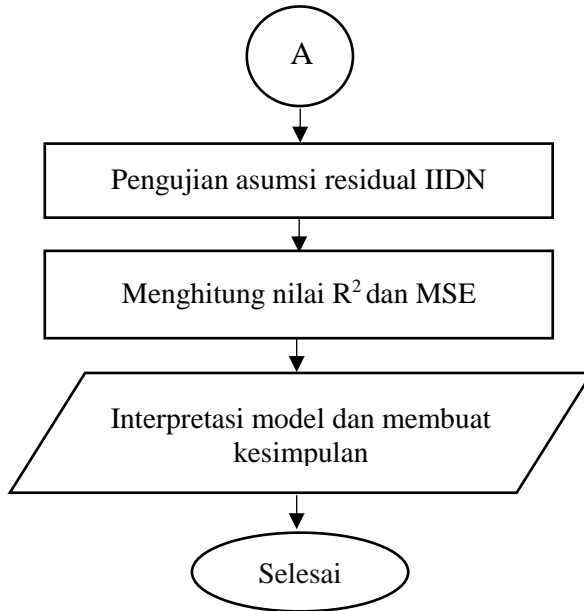 A
Pengujian asumsi residual IIDN
Menghitung nilai R² dan MSE
Interpretasi model dan membuat
kesimpulan
Selesai